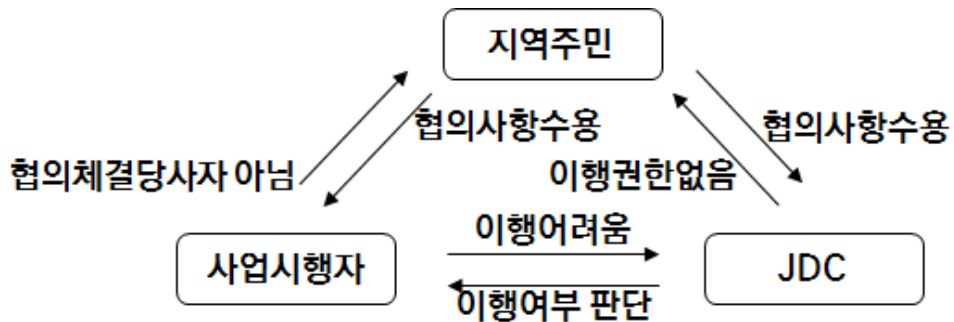 지역주민
협의사항수용
협의사항수용
협의체결당사자 아님
이행권한없음
이행어려움
사업시행자
JDC
이행여부 판단